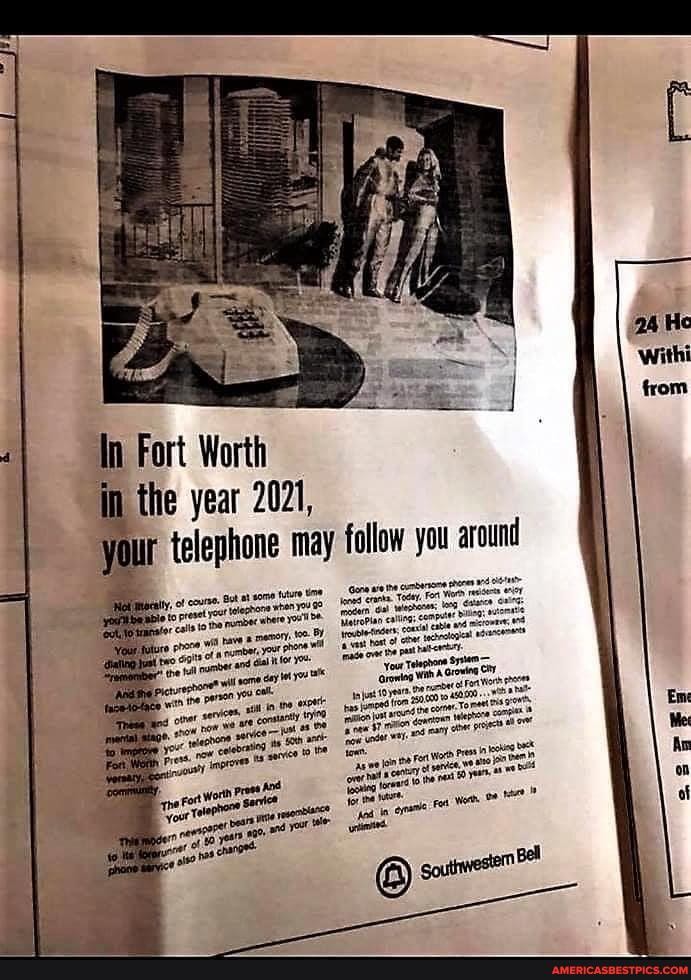 In Fort Worth
in the year 2021,
your telephone may follow you around
Not literally, of course. But at some future time
you'll be able to preset your telephone when you go
out, to transfer calls to the number where you'll be.
Your future phone will have a memory, too. By
dialing just two digits of a number, your phone will
"remember" the full number and dial it for you.
And the Picturephone® will some day let you talk
face-to-face with the person you call.
These and other services, still in the experi-
mental stage, show how we are constantly trying
to improve your telephone service — just as the
Fort Worth Press, now celebrating its 50th anni-
versary, continuously improves its service to the
community.
The Fort Worth Press And
Your Telephone Service
This modern newspaper bears little resemblance
to its forerunner of 50 years ago, and your tele-
phone service also has changed.
Gone are the cumbersome phones and old-fash-
ioned cranks. Today, Fort Worth residents enjoy
modern dial telephones; long distance dialing;
MetroPlan calling; computer billing; automatic
trouble-finders; coaxial cable and microwave; and
a vast host of other technological advancements
made over the past half-century.
Your Telephone System —
Growing With A Growing City
In just 10 years, the number of Fort Worth phones
has jumped from 250,000 to 450,000 . . . with a half-
million just around the corner. To meet this growth,
a new $7 million downtown telephone complex is
now under way, and many other projects all over
town.
As we join the Fort Worth Press in looking back
over half a century of service, we also join them in
looking forward to the next 50 years, as we build
for the future.
And in dynamic Fort Worth, the future is
unlimited.
Southwestern Bell
24 Ho
Withi
from
Eme
Med
Am
on
of
AMERICASBESTPICS.COM